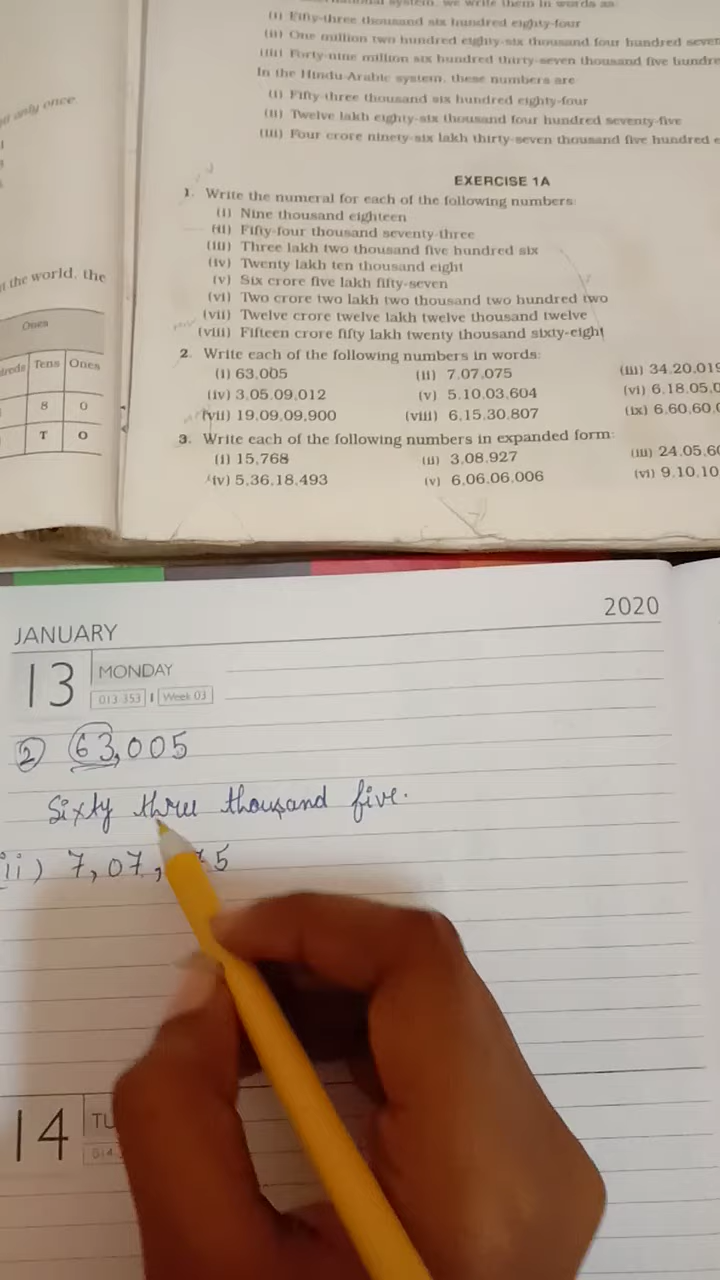 system, we write them in words as
(i) Fifty-three thousand six hundred eighty-four
(ii) One million two hundred eighty-six thousand four hundred
(iii) Forty-nine million six hundred thirty-seven thousand five
In the Hindu-Arabic system, these numbers are
(i) Fifty three thousand six hundred eighty-four
(ii) Twelve lakh eighty-six thousand four hundred seventy-five
(iii) Four crore ninety-six lakh thirty-seven thousand five hundred
only once
EXERCISE 1A
1. Write the numeral for each of the following numbers:
(i) Nine thousand eighteen
(ii) Fifty-four thousand seventy-three
(iii) Three lakh two thousand five hundred six
(iv) Twenty lakh ten thousand eight
(v) Six crore five lakh fifty-seven
(vi) Two crore two lakh two thousand two hundred two
(vii) Twelve crore twelve lakh twelve thousand twelve
(viii) Fifteen crore fifty lakh twenty thousand sixty-eight
the world, the
Ones
Tens Ones
8 0
T O
2. Write each of the following numbers in words:
(i) 63,005 (ii) 7,07,075 (iii) 34,20,019
(iv) 3,05,09,012 (v) 5,10,03,604 (vi) 6,18,05,0
(vii) 19,09,09,900 (viii) 6,15,30,807 (ix) 6,60,60,
3. Write each of the following numbers in expanded form:
(i) 15,768 (ii) 3,08,927 (iii) 24,05,6
(iv) 5,36,18,493 (v) 6,06,06,006 (vi) 9,10,10
JANUARY 2020
13 MONDAY
013-353 Week 03
2 63,005
Sixty three thousand five.
ii) 7,07, 5
14 TU
014